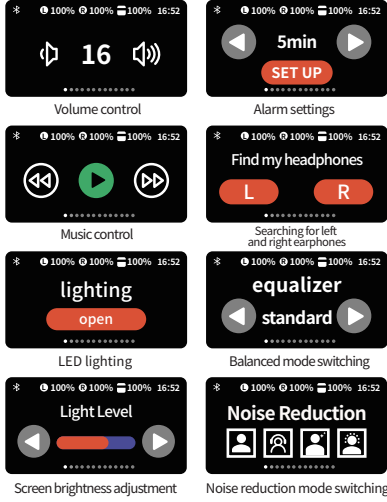 L 100% R 100% 100% 16:52
16
Volume control
L 100% R 100% 100% 16:52
5min
SET UP
Alarm settings
L 100% R 100% 100% 16:52
Music control
L 100% R 100% 100% 16:52
Find my headphones
L R
Searching for left
and right earphones
L 100% R 100% 100% 16:52
lighting
open
LED lighting
L 100% R 100% 100% 16:52
equalizer
standard
Balanced mode switching
L 100% R 100% 100% 16:52
Light Level
Screen brightness adjustment
L 100% R 100% 100% 16:52
Noise Reduction
Noise reduction mode switching